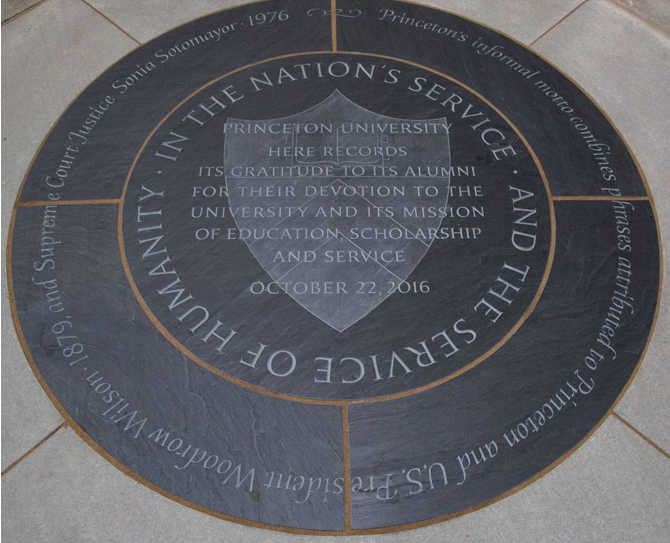 Princeton's informal motto combines phrases attributed to Princeton and U.S. President Woodrow Wilson · 1879, and Supreme Court Justice Sonia Sotomayor · 1976
IN THE NATION'S SERVICE · AND THE SERVICE OF HUMANITY ·
PRINCETON UNIVERSITY
HERE RECORDS
ITS GRATITUDE TO ITS ALUMNI
FOR THEIR DEVOTION TO THE
UNIVERSITY AND ITS MISSION
OF EDUCATION, SCHOLARSHIP
AND SERVICE
OCTOBER 22, 2016